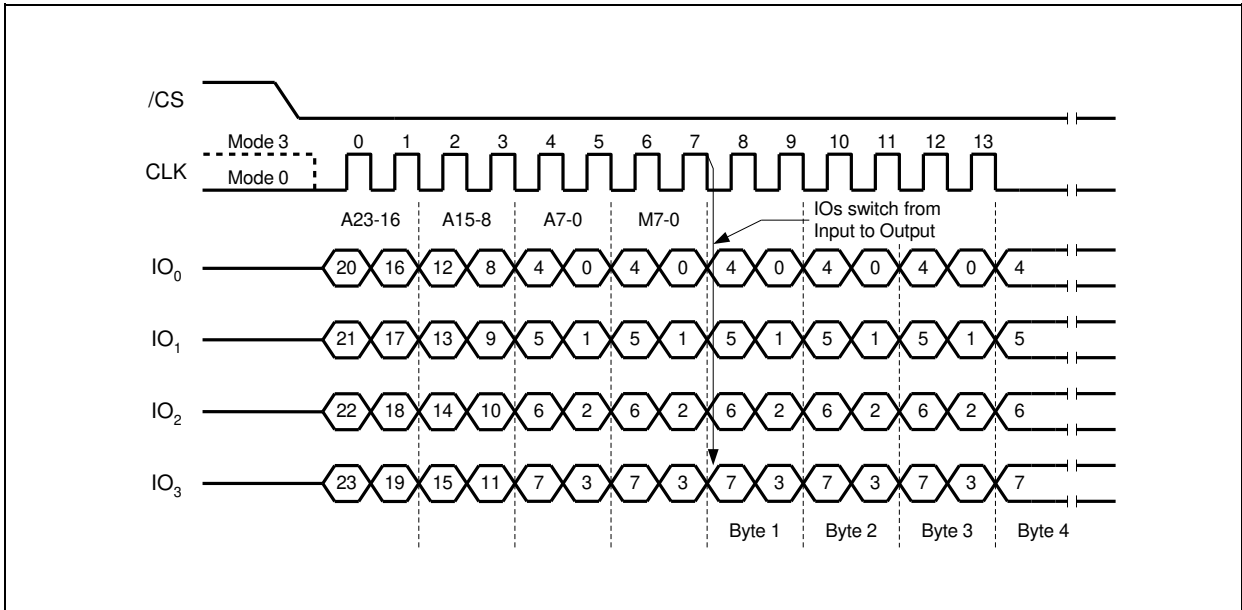 /CS
Mode 3 0 1 2 3 4 5 6 7 8 9 10 11 12 13
CLK
Mode 0
A23-16 A15-8 A7-0 M7-0 IOs switch from
Input to Output
IO0 20 16 12 8 4 0 4 0 4 0 4 0 4 0 4
IO1 21 17 13 9 5 1 5 1 5 1 5 1 5 1 5
IO2 22 18 14 10 6 2 6 2 6 2 6 2 6 2 6
IO3 23 19 15 11 7 3 7 3 7 3 7 3 7 3 7
Byte 1 Byte 2 Byte 3 Byte 4